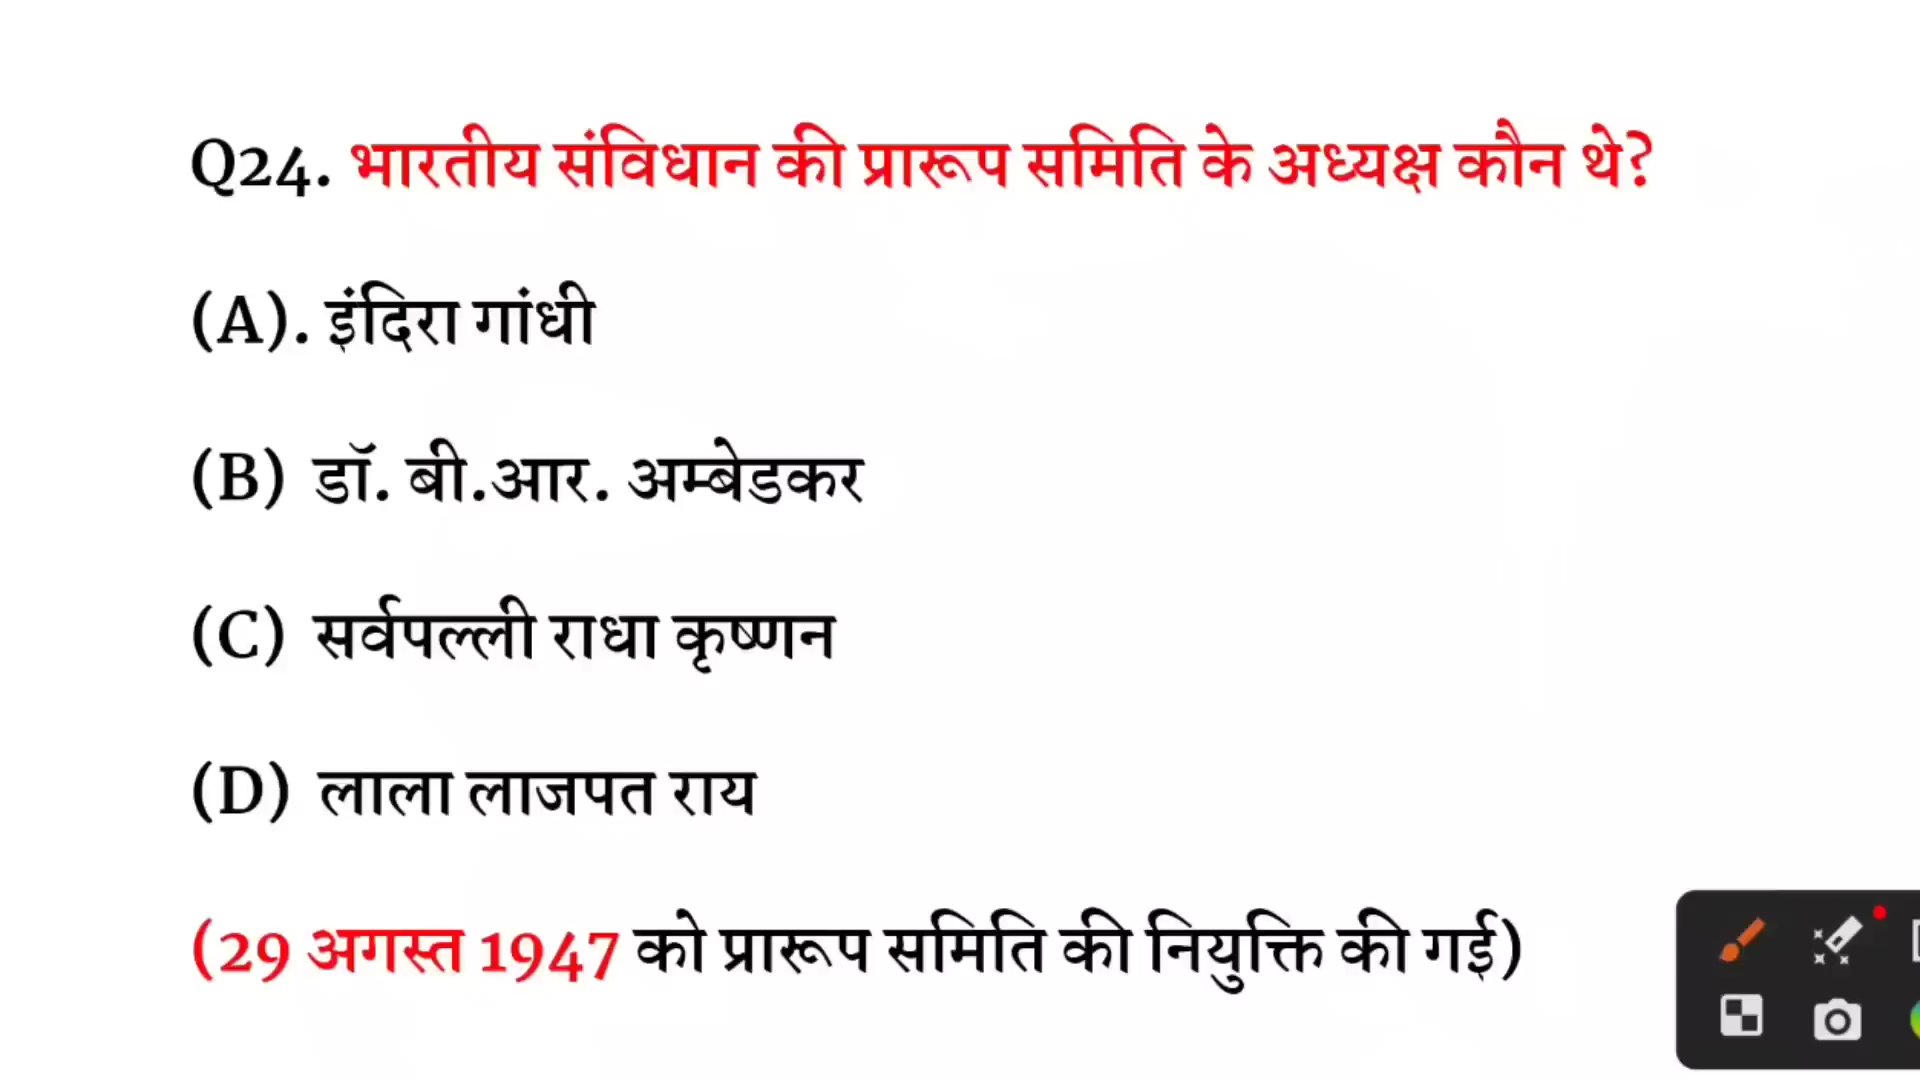 Q24. भारतीय संविधान की प्रारूप समिति के अध्यक्ष कौन थे?
(A). इंदिरा गांधी
(B) डॉ. बी.आर. अम्बेडकर
(C) सर्वपल्ली राधा कृष्णन
(D) लाला लाजपत राय
(29 अगस्त 1947 को प्रारूप समिति की नियुक्ति की गई)